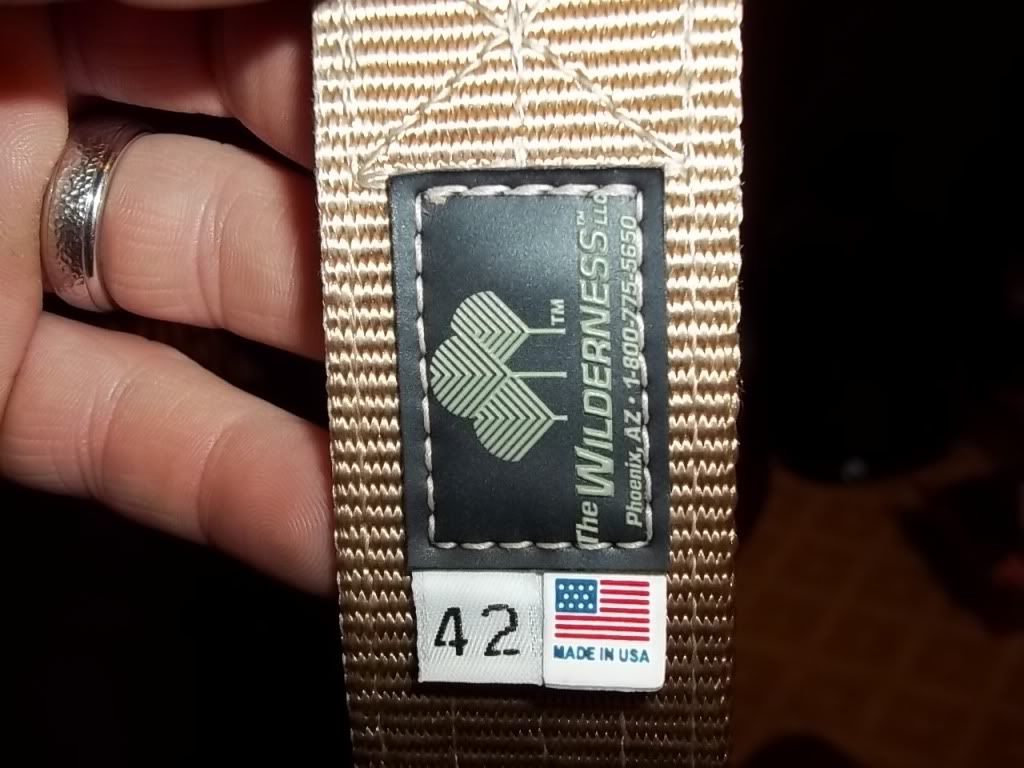 The WILDERNESS™ LLC
Phoenix, AZ • 1-800-775-5650
TM
42
MADE IN USA